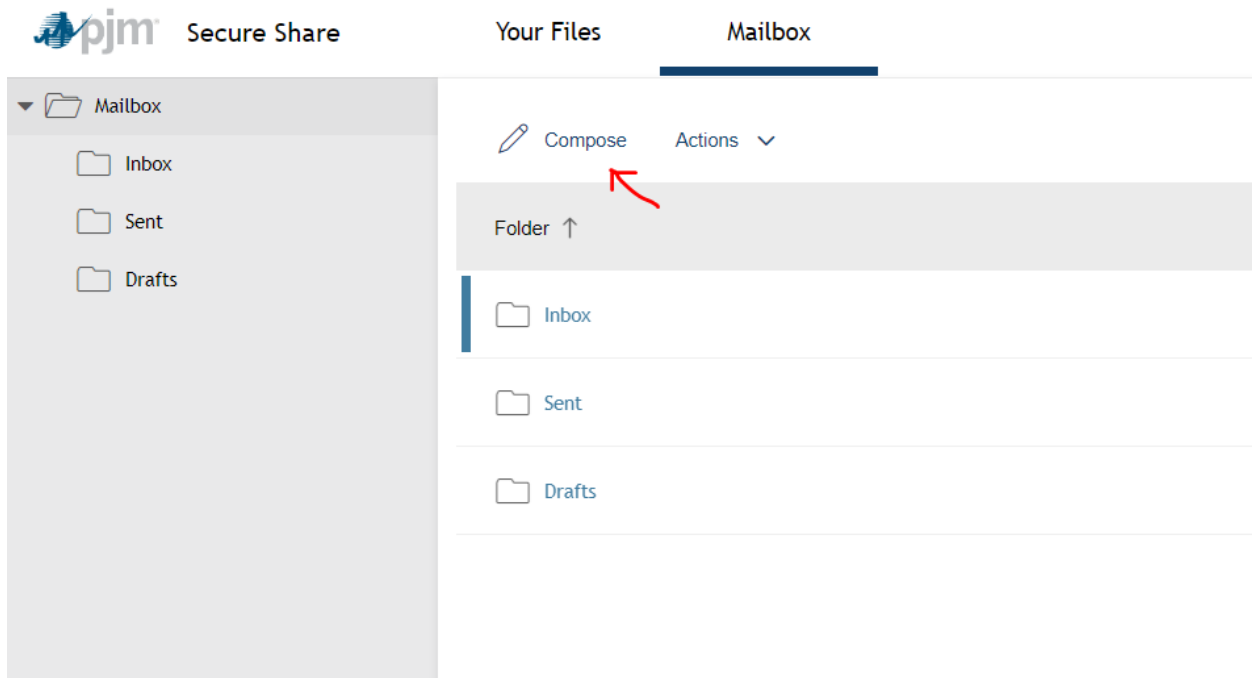 pjm Secure Share Your Files Mailbox
Mailbox
Inbox
Sent
Drafts
Compose Actions
Folder ↑
Inbox
Sent
Drafts